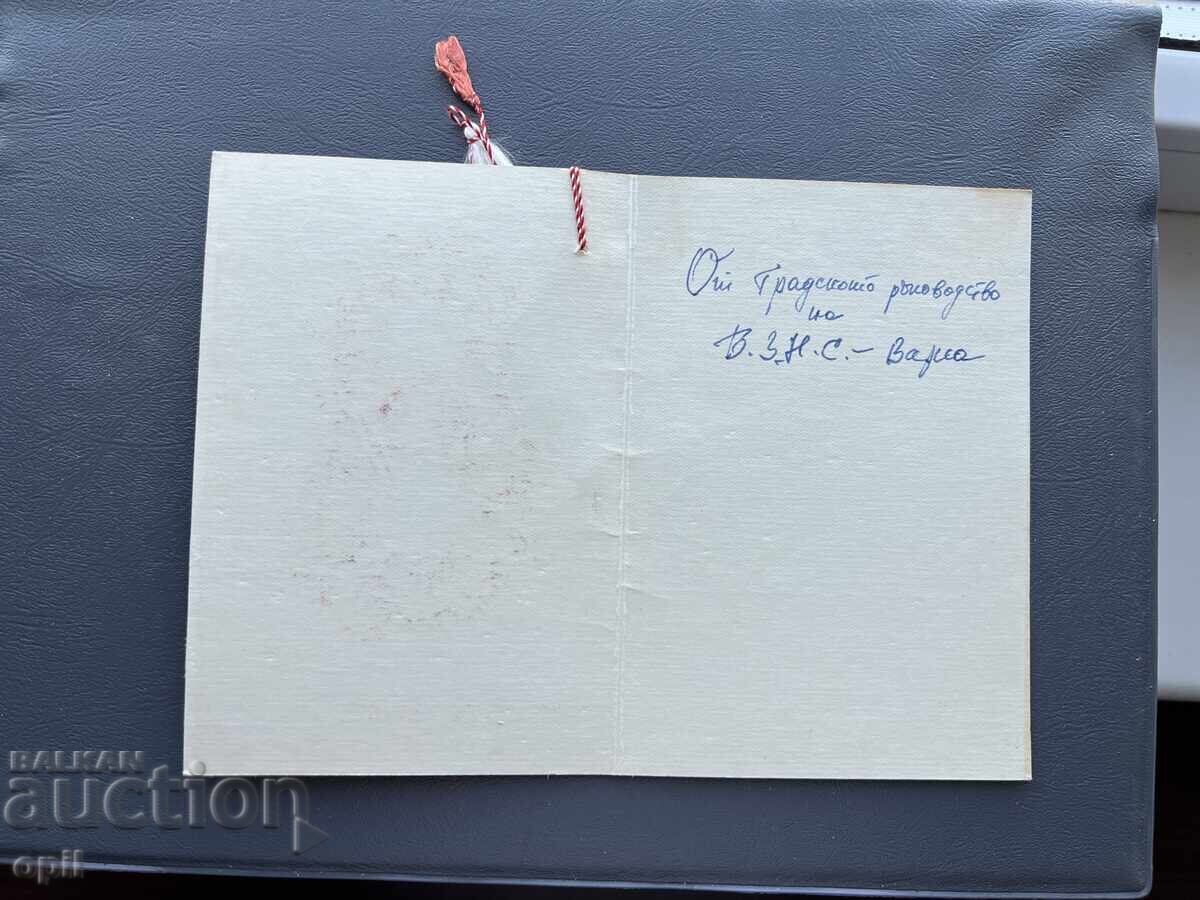 От Градското ръководство
на
Б.З.Н.С. – Варна
BALKAN
auction
opil